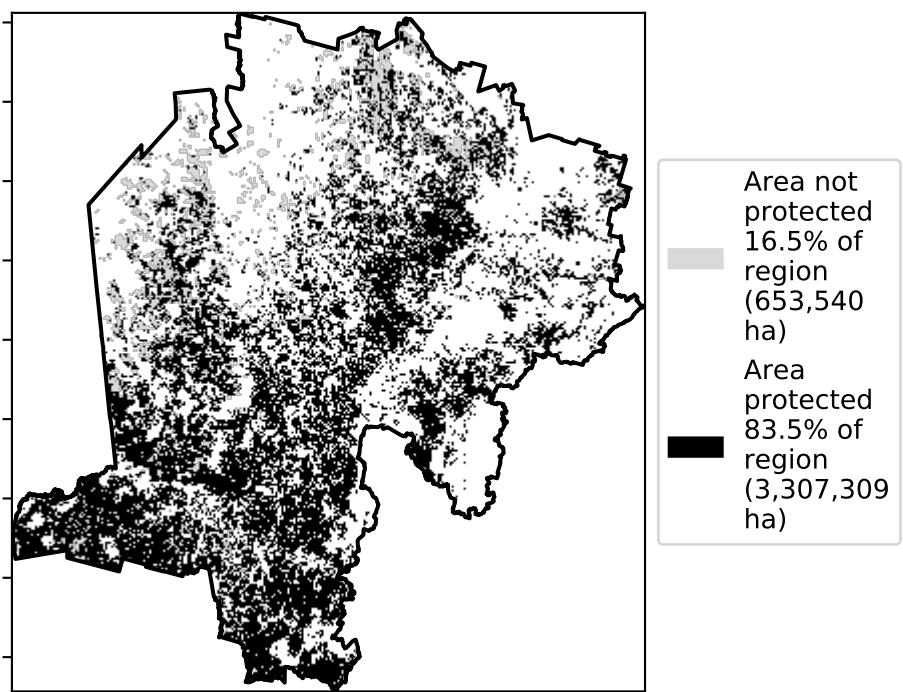 Area not
protected
16.5% of
region
(653,540
ha)
Area
protected
83.5% of
region
(3,307,309
ha)